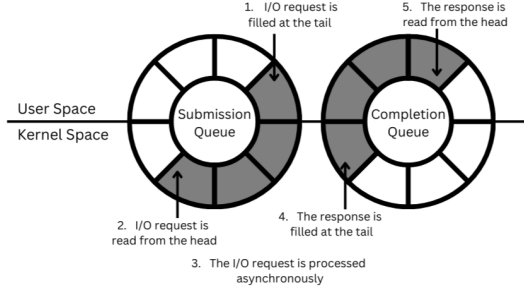 1. I/O request is
filled at the tail
5. The response is
read from the head
User Space
Kernel Space
Submission
Queue
Completion
Queue
2. I/O request is
read from the head
4. The response is
filled at the tail
3. The I/O request is processed
asynchronously